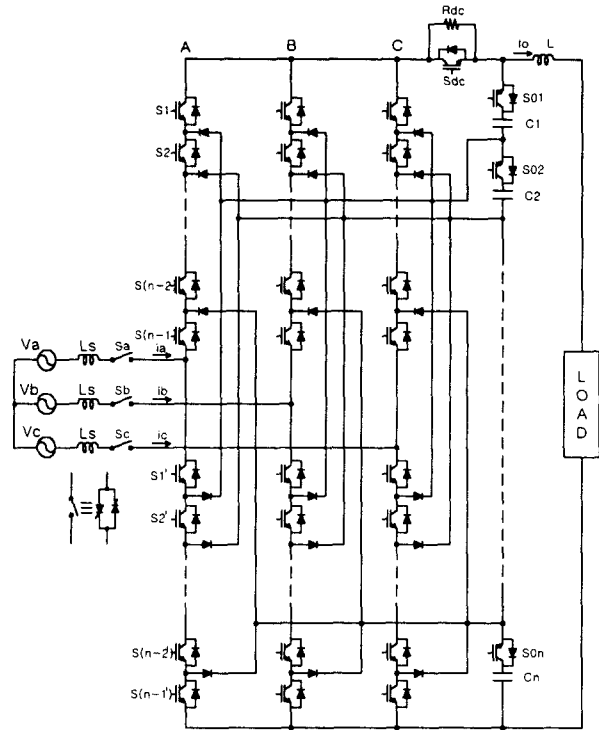 Rdc
A B C
Io L
Sdc
S1
S01
C1
S2
S02
C2
S(n-2
S(n-1
Va Ls Sa ia
Vb Ls Sb ib
Vc Ls Sc ic
LOAD
S1'
S2'
S(n-2)
S0n
Cn
S(n-1')